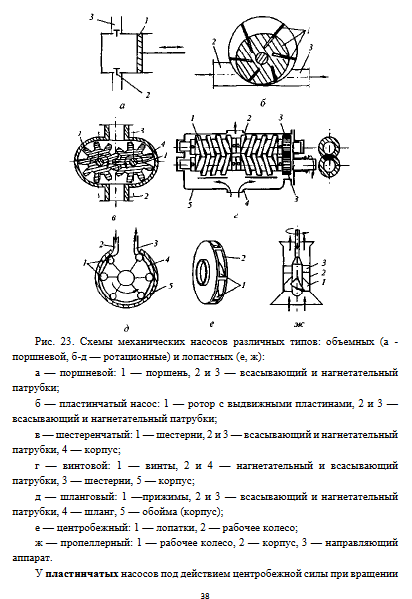 3 1
2
а
2 1 3
б
1 3 4 1 2
в
1 2 3 5 4 3
г
2 3 1 4 5
д
2 1
е
3 2 1
ж
Рис. 23. Схемы механических насосов различных типов: объемных (а -
поршневой, б-д — ротационные) и лопастных (е, ж):
а — поршневой: 1 — поршень, 2 и 3 — всасывающий и нагнетательный
патрубки;
б — пластинчатый насос: 1 — ротор с выдвижными пластинами, 2 и 3 —
всасывающий и нагнетательный патрубки;
в — шестеренчатый: 1 — шестерни, 2 и 3 — всасывающий и нагнетательный
патрубки, 4 — корпус;
г — винтовой: 1 — винты, 2 и 4 — нагнетательный и всасывающий
патрубки, 3 — шестерни, 5 — корпус;
д — шланговый: 1 —прижимы, 2 и 3 — всасывающий и нагнетательный
патрубки, 4 — шланг, 5 — обойма (корпус);
е — центробежный: 1 — лопатки, 2 — рабочее колесо;
ж — пропеллерный: 1 — рабочее колесо, 2 — корпус, 3 — направляющий
аппарат.
У пластинчатых насосов под действием центробежной силы при вращении
38